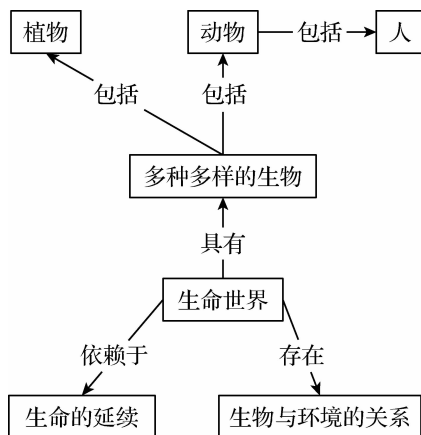 植物
动物
包括
人
包括
包括
多种多样的生物
具有
生命世界
依赖于
存在
生命的延续
生物与环境的关系